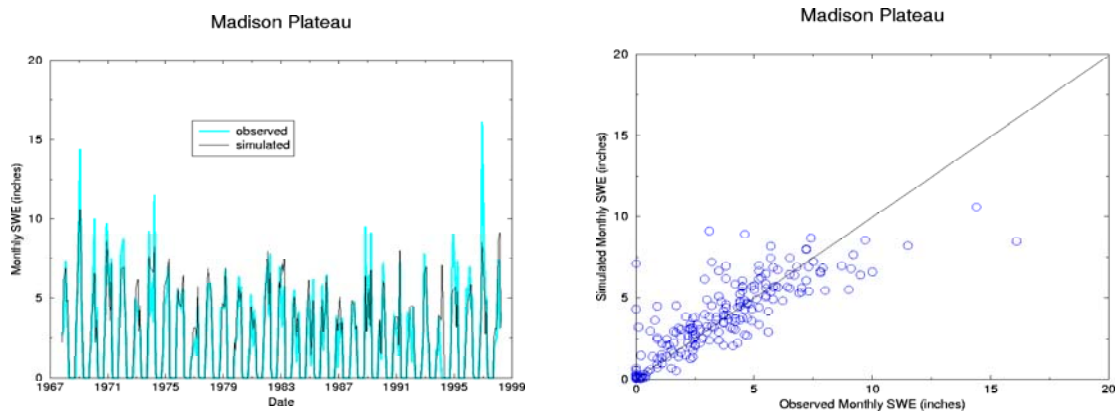 Madison Plateau
Monthly SWE (inches)
20
15
10
5
0
observed
simulated
1967 1971 1975 1979 1983 1987 1991 1995 1999
Date
Madison Plateau
Simulated Monthly SWE (inches)
20
15
10
5
0
0 5 10 15 20
Observed Monthly SWE (inches)